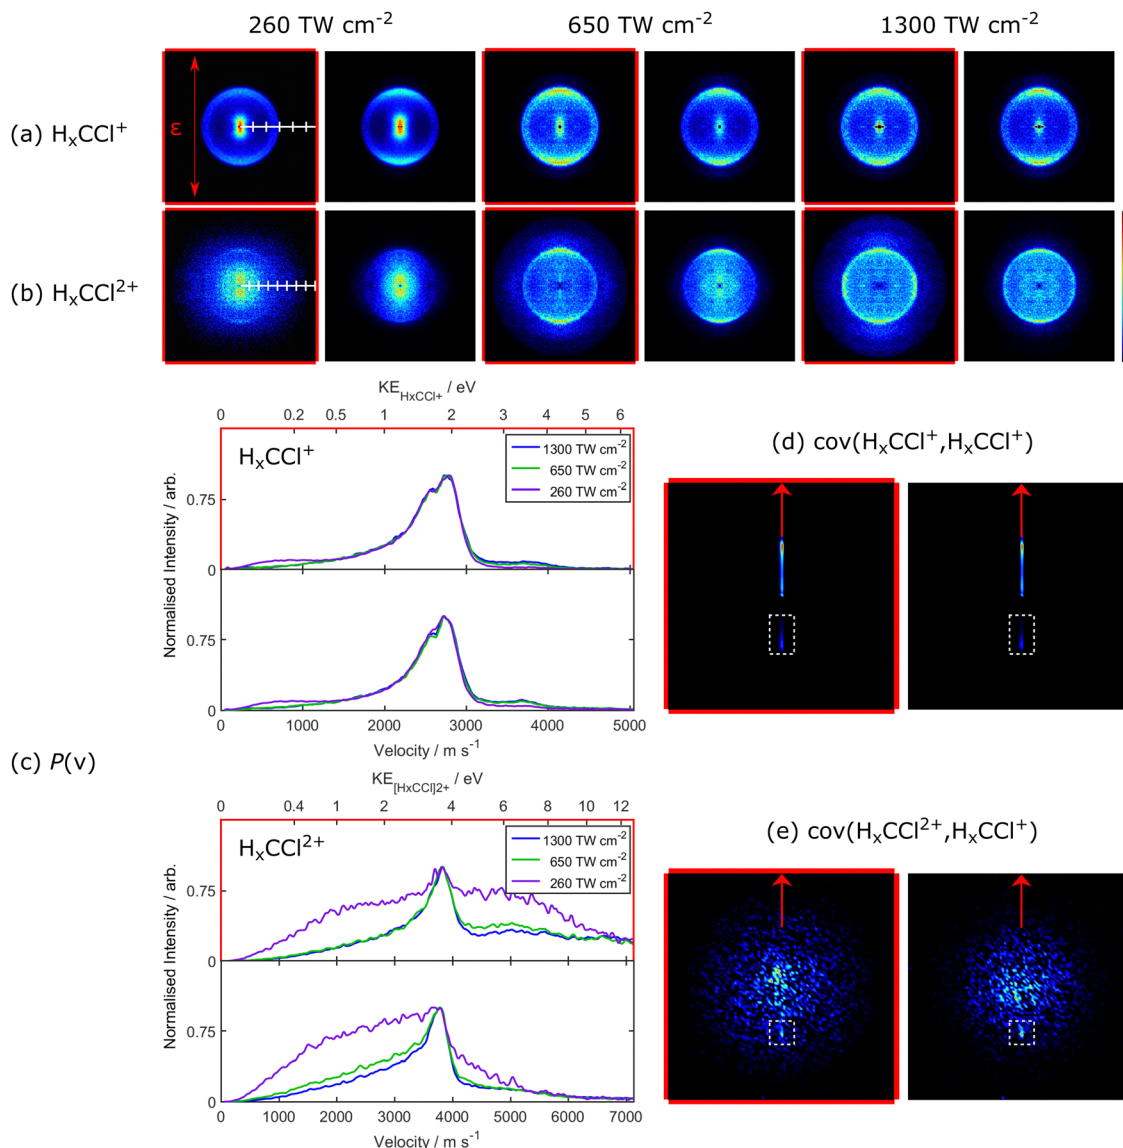 260 TW cm⁻² 650 TW cm⁻² 1300 TW cm⁻²
(a) HₓCCl⁺
ε
(b) HₓCCl²⁺
KE_HxCCl+ / eV
0 0.2 0.5 1 2 3 4 5 6
HₓCCl⁺
1300 TW cm⁻²
650 TW cm⁻²
260 TW cm⁻²
0.75
0
0.75
0
Normalised Intensity / arb.
0 1000 2000 3000 4000 5000
Velocity / m s⁻¹
(d) cov(HₓCCl⁺,HₓCCl⁺)
(c) P(v)
KE_[HxCCl]2+ / eV
0 0.4 1 2 4 6 8 10 12
HₓCCl²⁺
1300 TW cm⁻²
650 TW cm⁻²
260 TW cm⁻²
0.75
0
0.75
0
Normalised Intensity / arb.
0 1000 2000 3000 4000 5000 6000 7000
Velocity / m s⁻¹
(e) cov(HₓCCl²⁺,HₓCCl⁺)